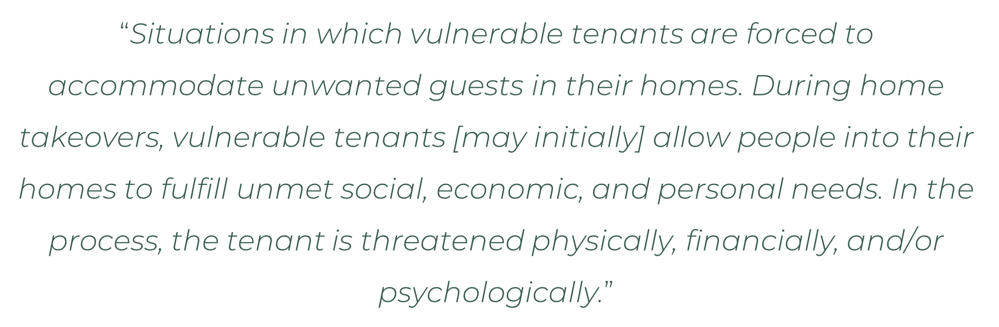 “Situations in which vulnerable tenants are forced to
accommodate unwanted guests in their homes. During home
takeovers, vulnerable tenants [may initially] allow people into their
homes to fulfill unmet social, economic, and personal needs. In the
process, the tenant is threatened physically, financially, and/or
psychologically.”